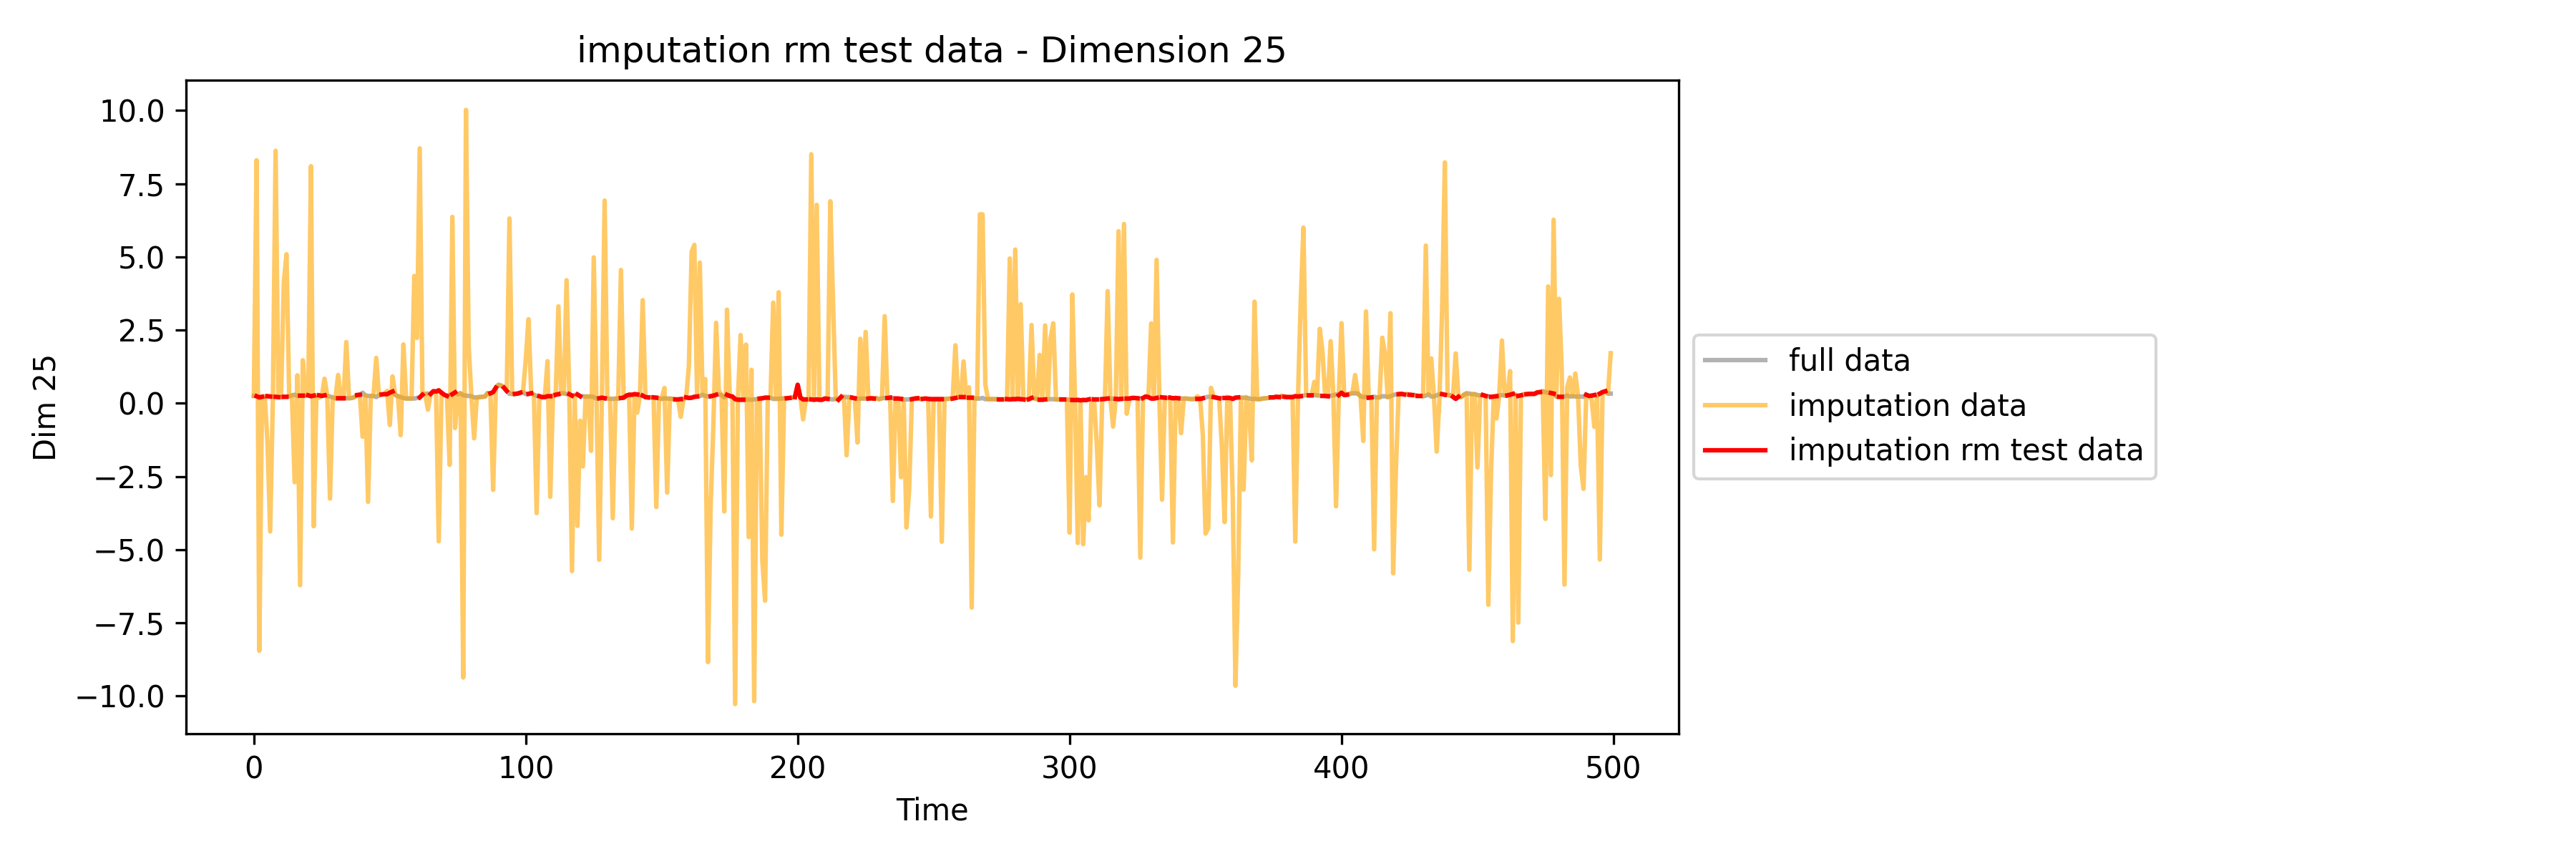 imputation rm test data - Dimension 25
10.0
7.5
5.0
2.5
0.0
−2.5
−5.0
−7.5
−10.0
Dim 25
0 100 200 300 400 500
Time
full data
imputation data
imputation rm test data